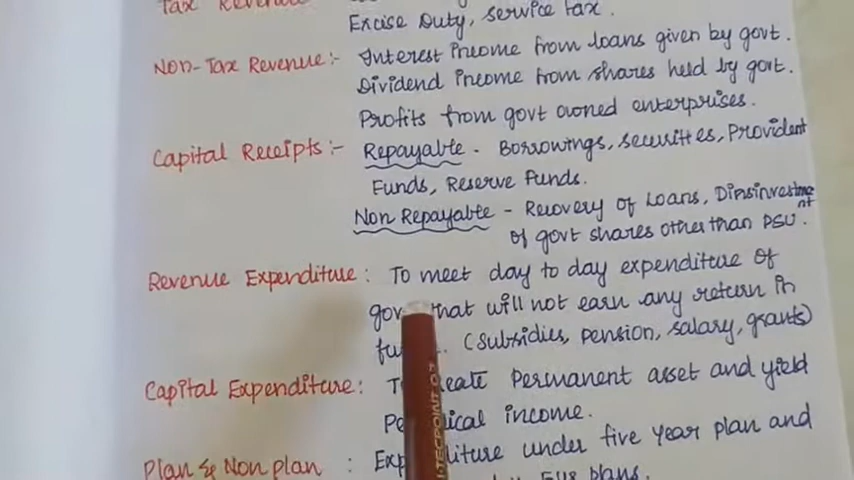 Tax Revenue
Excise Duty, service tax.
Non-Tax Revenue :- Interest income from loans given by govt.
Dividend income from shares held by govt.
Profits from govt owned enterprises.
Capital Receipts :- Repayable - Borrowings, securities, Provident
Funds, Reserve Funds.
Non Repayable - Recovery of Loans, Disinvestment
of govt shares other than PSU.
Revenue Expenditure : To meet day to day expenditure of
that will not earn any return in
(subsidies, pension, salary, grants)
Capital Expenditure : permanent asset and yield
income.
Plan & Non plan : under five year plan and
plans.
TECPOINT 07